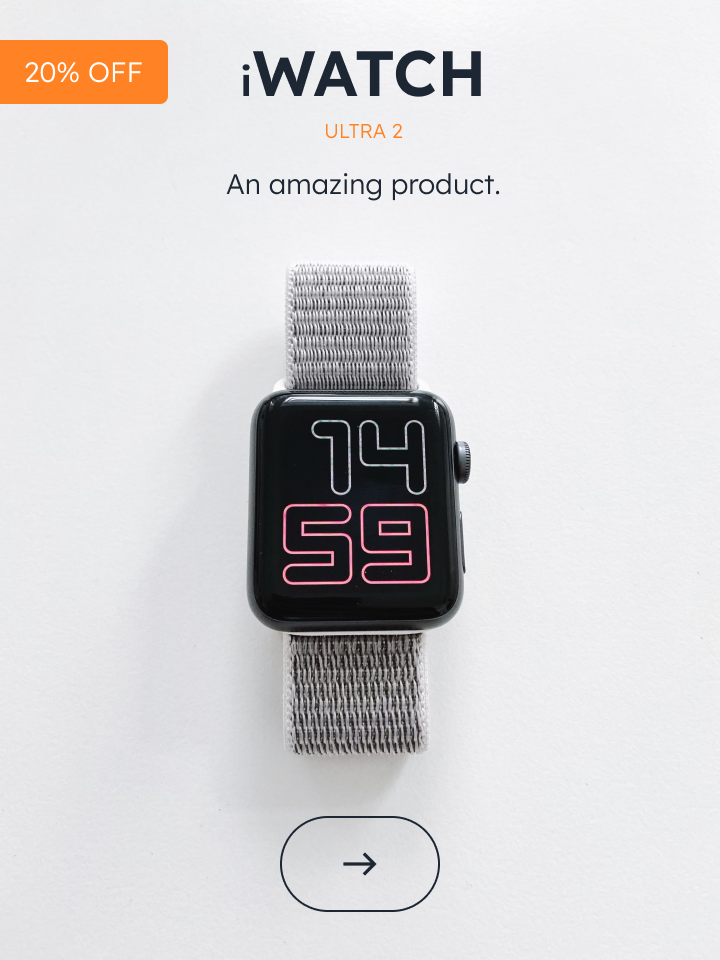 20% OFF
iWATCH
ULTRA 2
An amazing product.
14
59